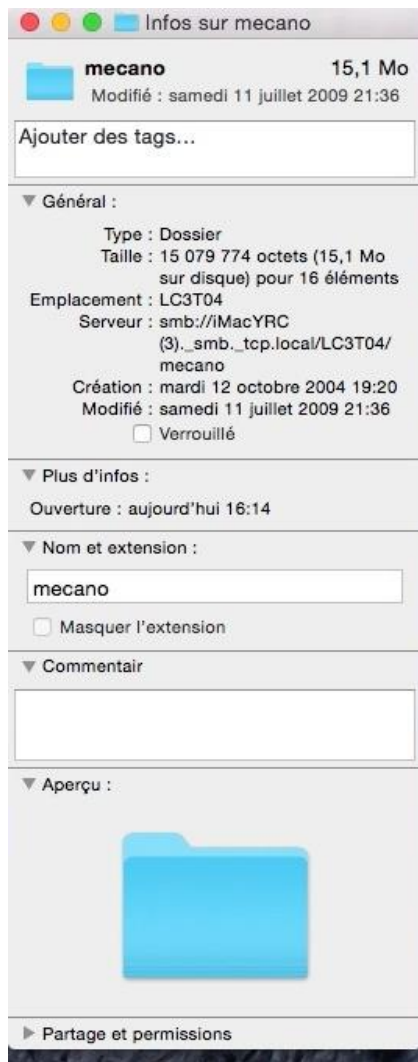 Infos sur mecano
mecano 15,1 Mo
Modifié : samedi 11 juillet 2009 21:36
Ajouter des tags...
Général :
Type : Dossier
Taille : 15 079 774 octets (15,1 Mo
sur disque) pour 16 éléments
Emplacement : LC3T04
Serveur : smb://iMacYRC
(3)._smb._tcp.local/LC3T04/
mecano
Création : mardi 12 octobre 2004 19:20
Modifié : samedi 11 juillet 2009 21:36
Verrouillé
Plus d'infos :
Ouverture : aujourd'hui 16:14
Nom et extension :
mecano
Masquer l'extension
Commentair
Aperçu :
Partage et permissions